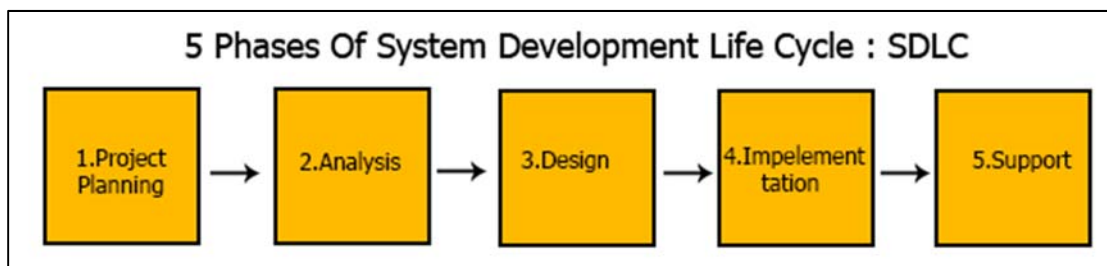 5 Phases Of System Development Life Cycle : SDLC
1.Project
Planning
2.Analysis
3.Design
4.Impelement
tation
5.Support